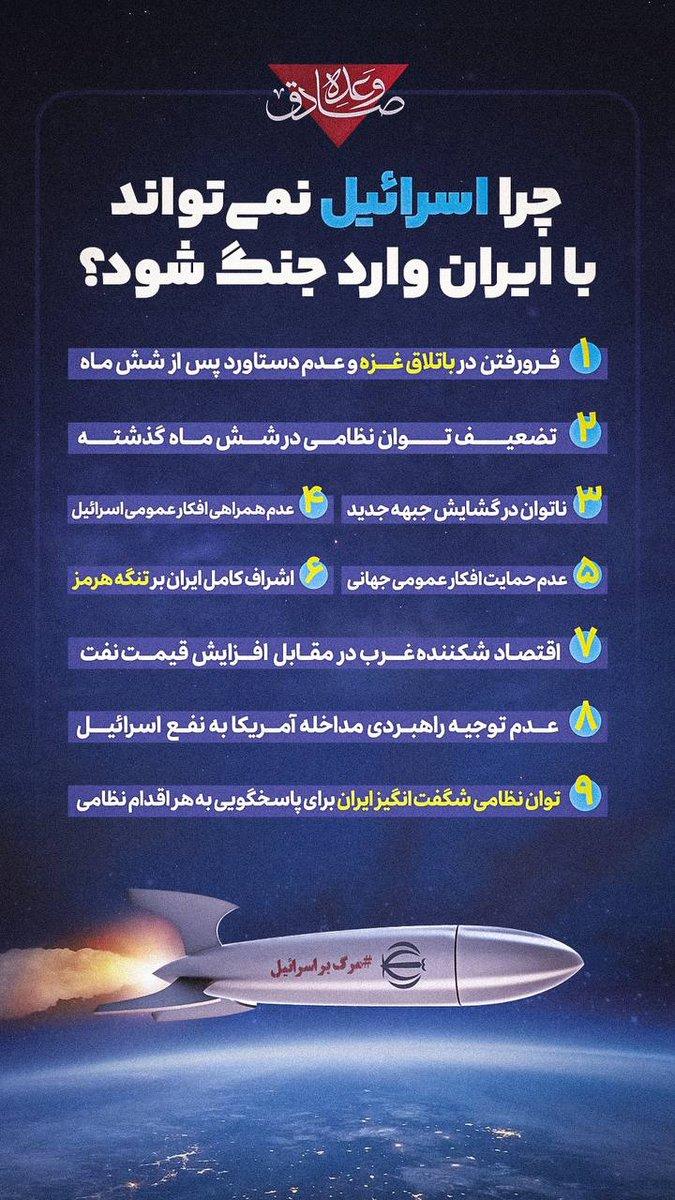 وعده
صادق
چرا اسرائیل نمی‌تواند
با ایران وارد جنگ شود؟
۱ فرورفتن در باتلاق غزه و عدم دستاورد پس از شش ماه
۲ تضعیف توان نظامی در شش ماه گذشته
۳ ناتوان در گشایش جبهه جدید
۴ عدم همراهی افکار عمومی اسرائیل
۵ عدم حمایت افکار عمومی جهانی
۶ اشراف کامل ایران بر تنگه هرمز
۷ اقتصاد شکننده غرب در مقابل افزایش قیمت نفت
۸ عدم توجیه راهبردی مداخله آمریکا به نفع اسرائیل
۹ توان نظامی شگفت انگیز ایران برای پاسخگویی به هر اقدام نظامی
#مرگ بر اسرائیل